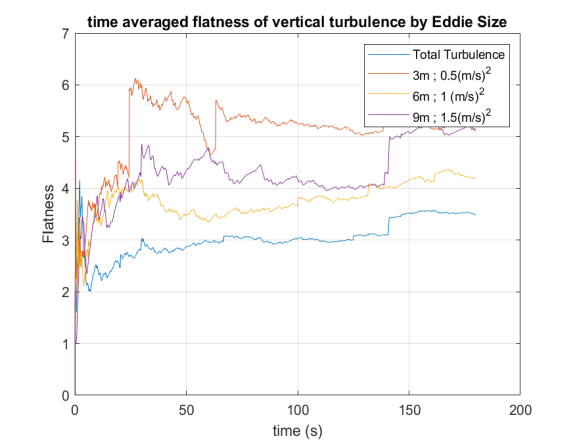 time averaged flatness of vertical turbulence by Eddie Size
7
6
5
4
3
2
1
0
Flatness
Total Turbulence
3m ; 0.5(m/s)²
6m ; 1 (m/s)²
9m ; 1.5(m/s)²
0 50 100 150 200
time (s)